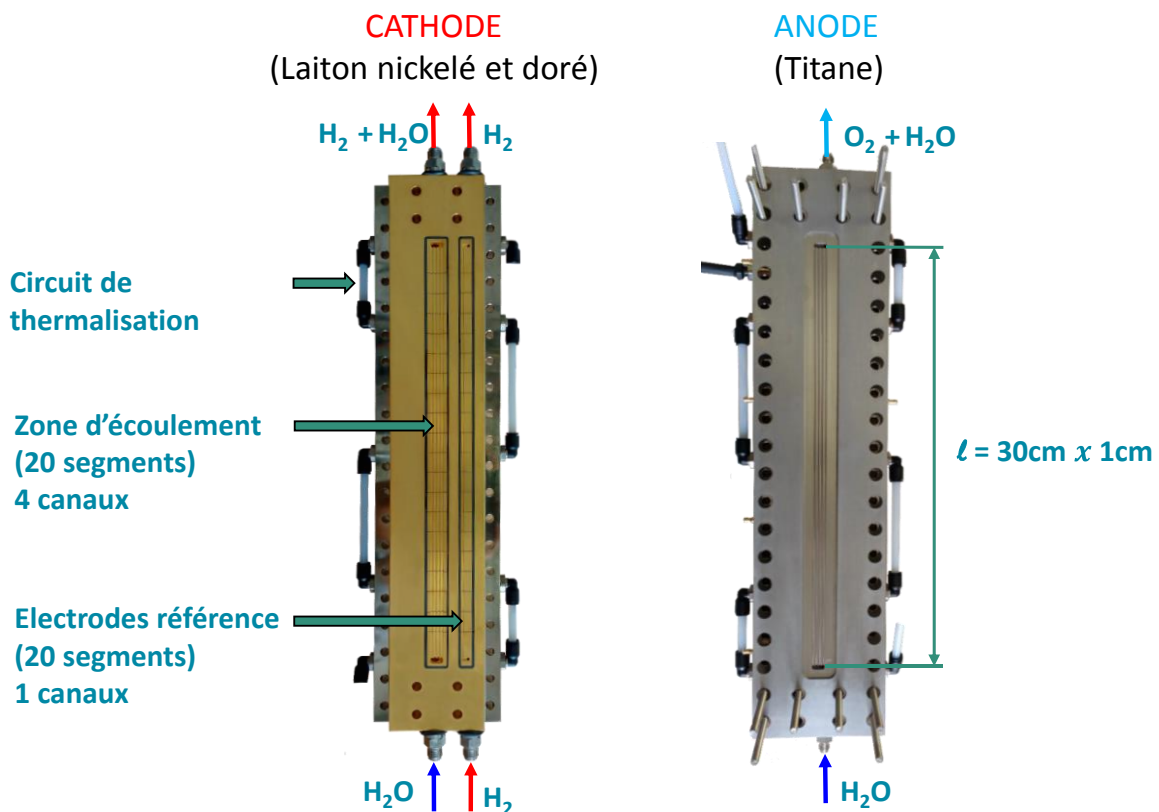 CATHODE
(Laiton nickelé et doré)
H₂ + H₂O
H₂
ANODE
(Titane)
O₂ + H₂O
Circuit de
thermalisation
Zone d'écoulement
(20 segments)
4 canaux
Electrodes référence
(20 segments)
1 canaux
ℓ = 30cm x 1cm
H₂O
H₂
H₂O